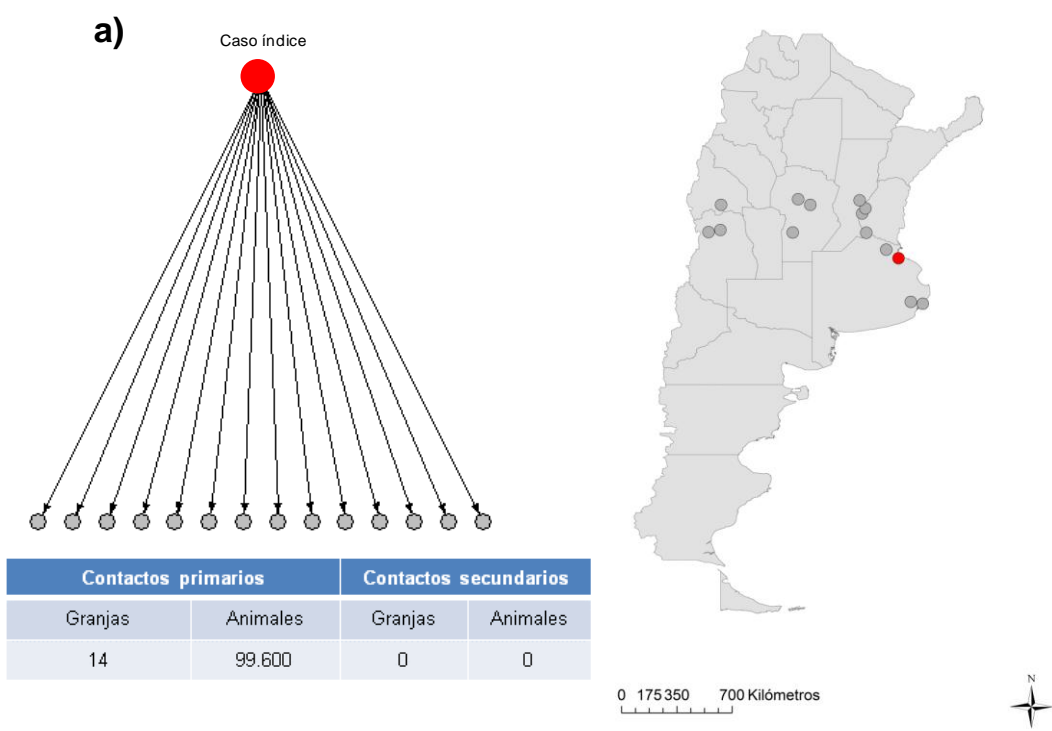 a)
Caso índice
Contactos primarios Contactos secundarios
Granjas Animales Granjas Animales
14 99.600 0 0
0 175 350 700 Kilómetros
N